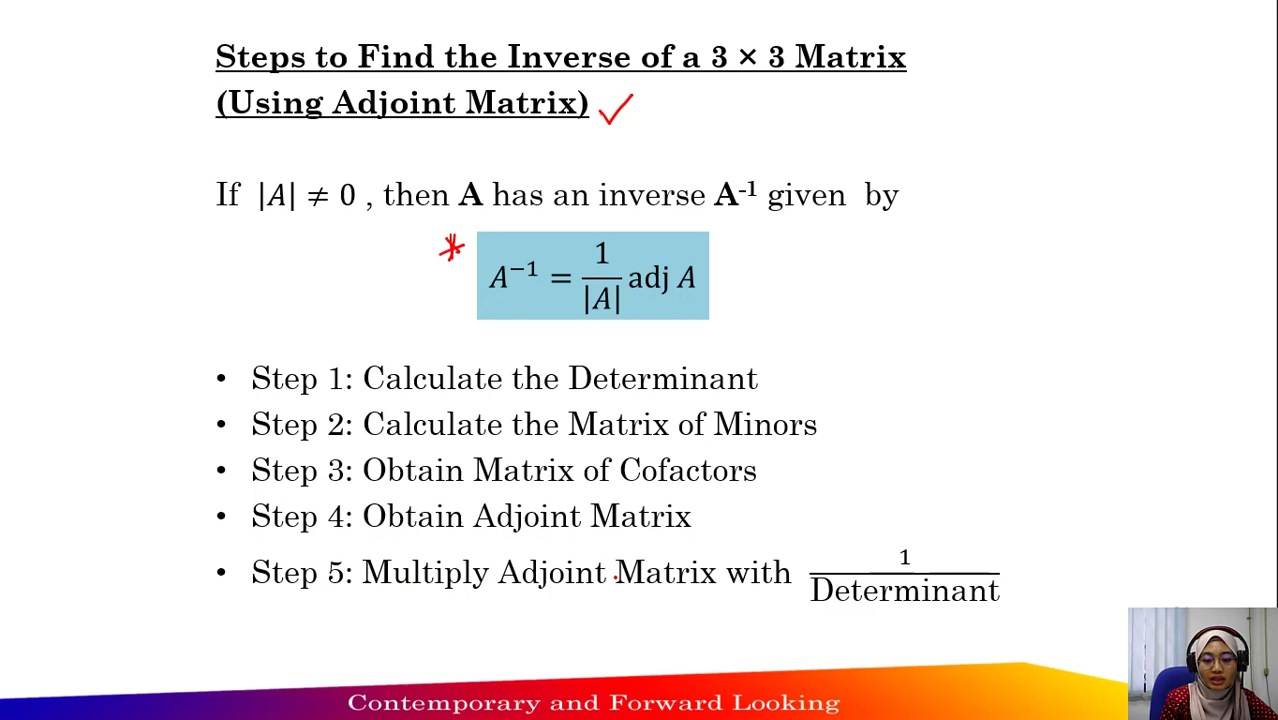 Steps to Find the Inverse of a 3 × 3 Matrix
(Using Adjoint Matrix)
If |A| ≠ 0 , then A has an inverse A⁻¹ given by
A⁻¹ = 1/|A| adj A
• Step 1: Calculate the Determinant
• Step 2: Calculate the Matrix of Minors
• Step 3: Obtain Matrix of Cofactors
• Step 4: Obtain Adjoint Matrix
• Step 5: Multiply Adjoint Matrix with 1/Determinant
Contemporary and Forward Looking